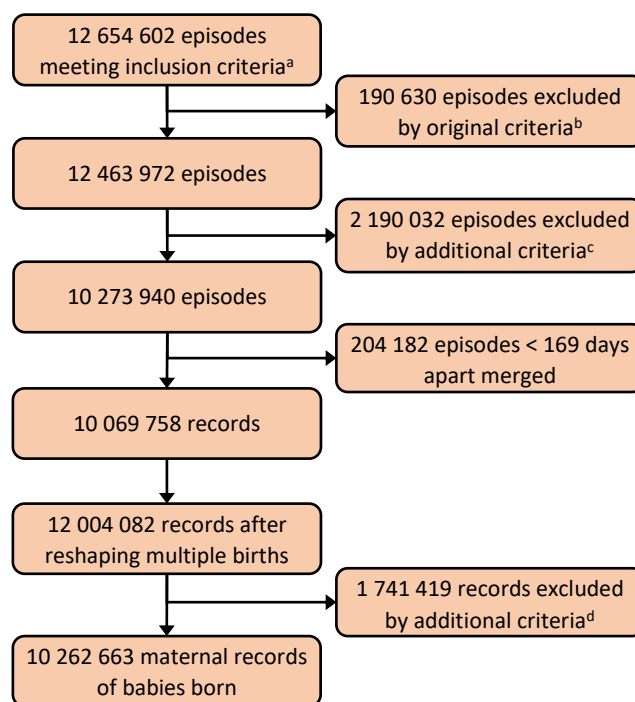 12 654 602 episodes
meeting inclusion criteriaᵃ
190 630 episodes excluded
by original criteriaᵇ
12 463 972 episodes
2 190 032 episodes excluded
by additional criteriaᶜ
10 273 940 episodes
204 182 episodes < 169 days
apart merged
10 069 758 records
12 004 082 records after
reshaping multiple births
1 741 419 records excluded
by additional criteriaᵈ
10 262 663 maternal records
of babies born